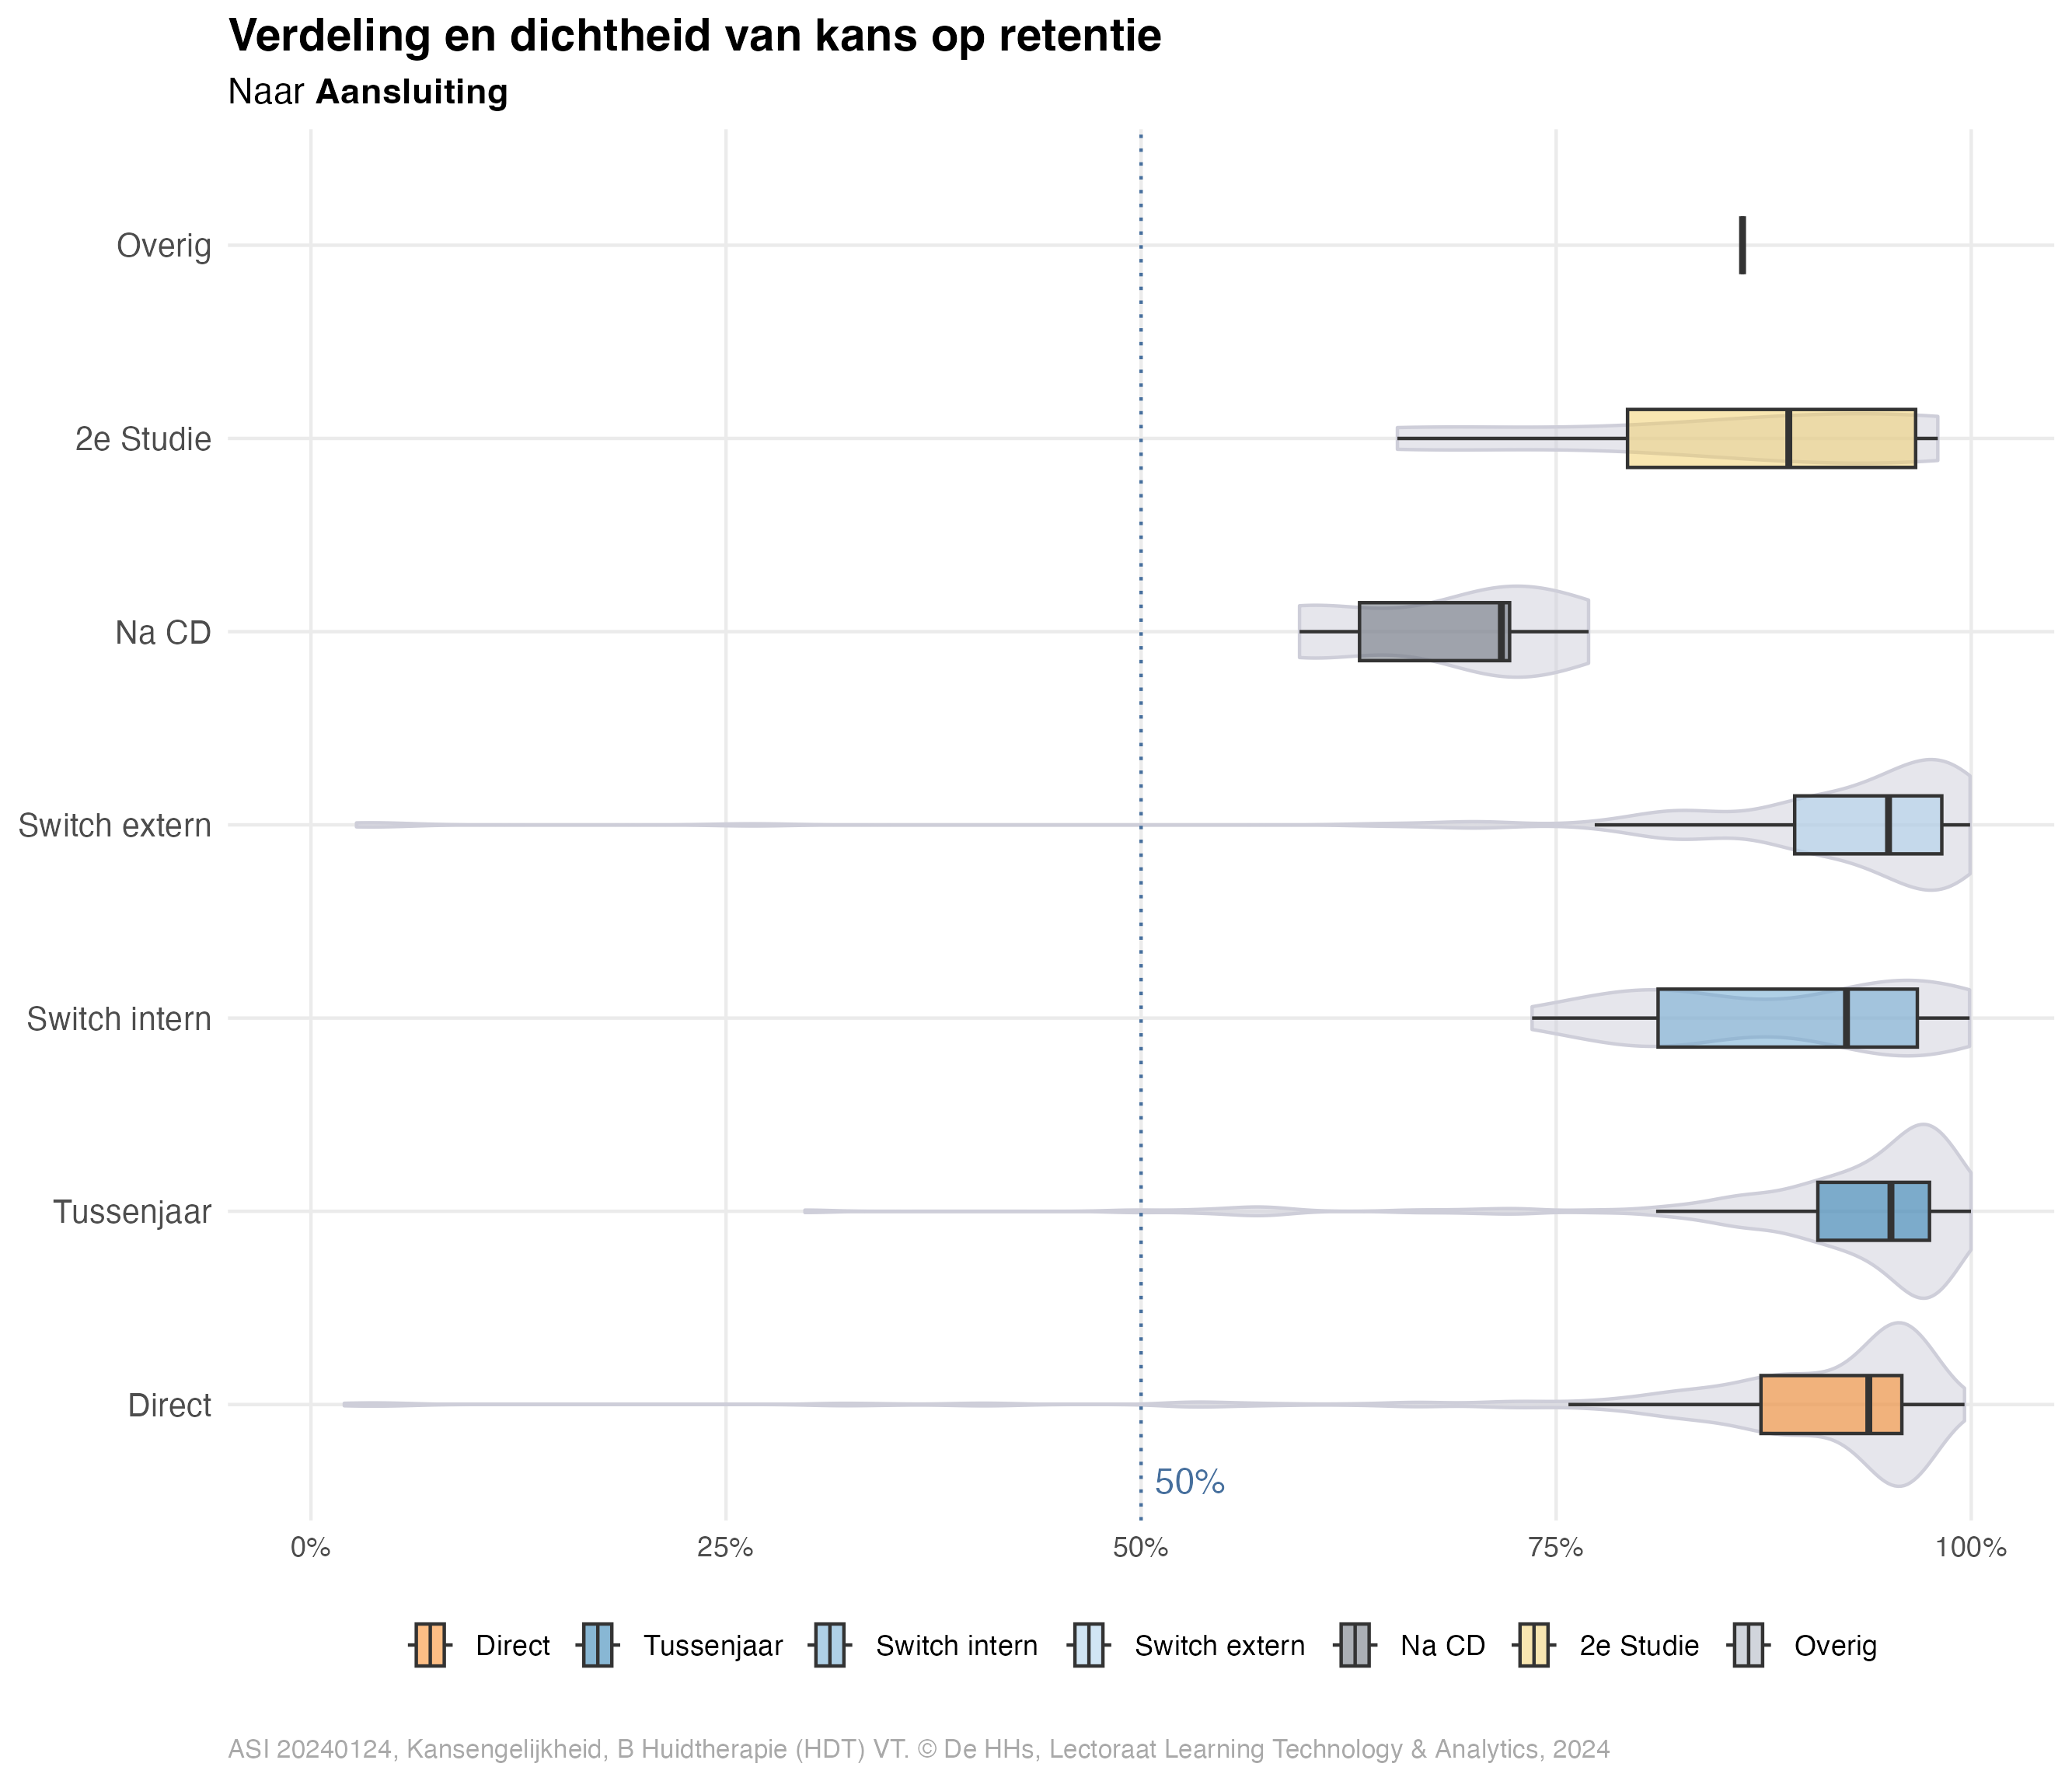 Verdeling en dichtheid van kans op retentie
Naar Aansluiting
Overig
2e Studie
Na CD
Switch extern
Switch intern
Tussenjaar
Direct
50%
0% 25% 50% 75% 100%
Direct Tussenjaar Switch intern Switch extern Na CD 2e Studie Overig
ASI 20240124, Kansengelijkheid, B Huidtherapie (HDT) VT. © De HHs, Lectoraat Learning Technology & Analytics, 2024